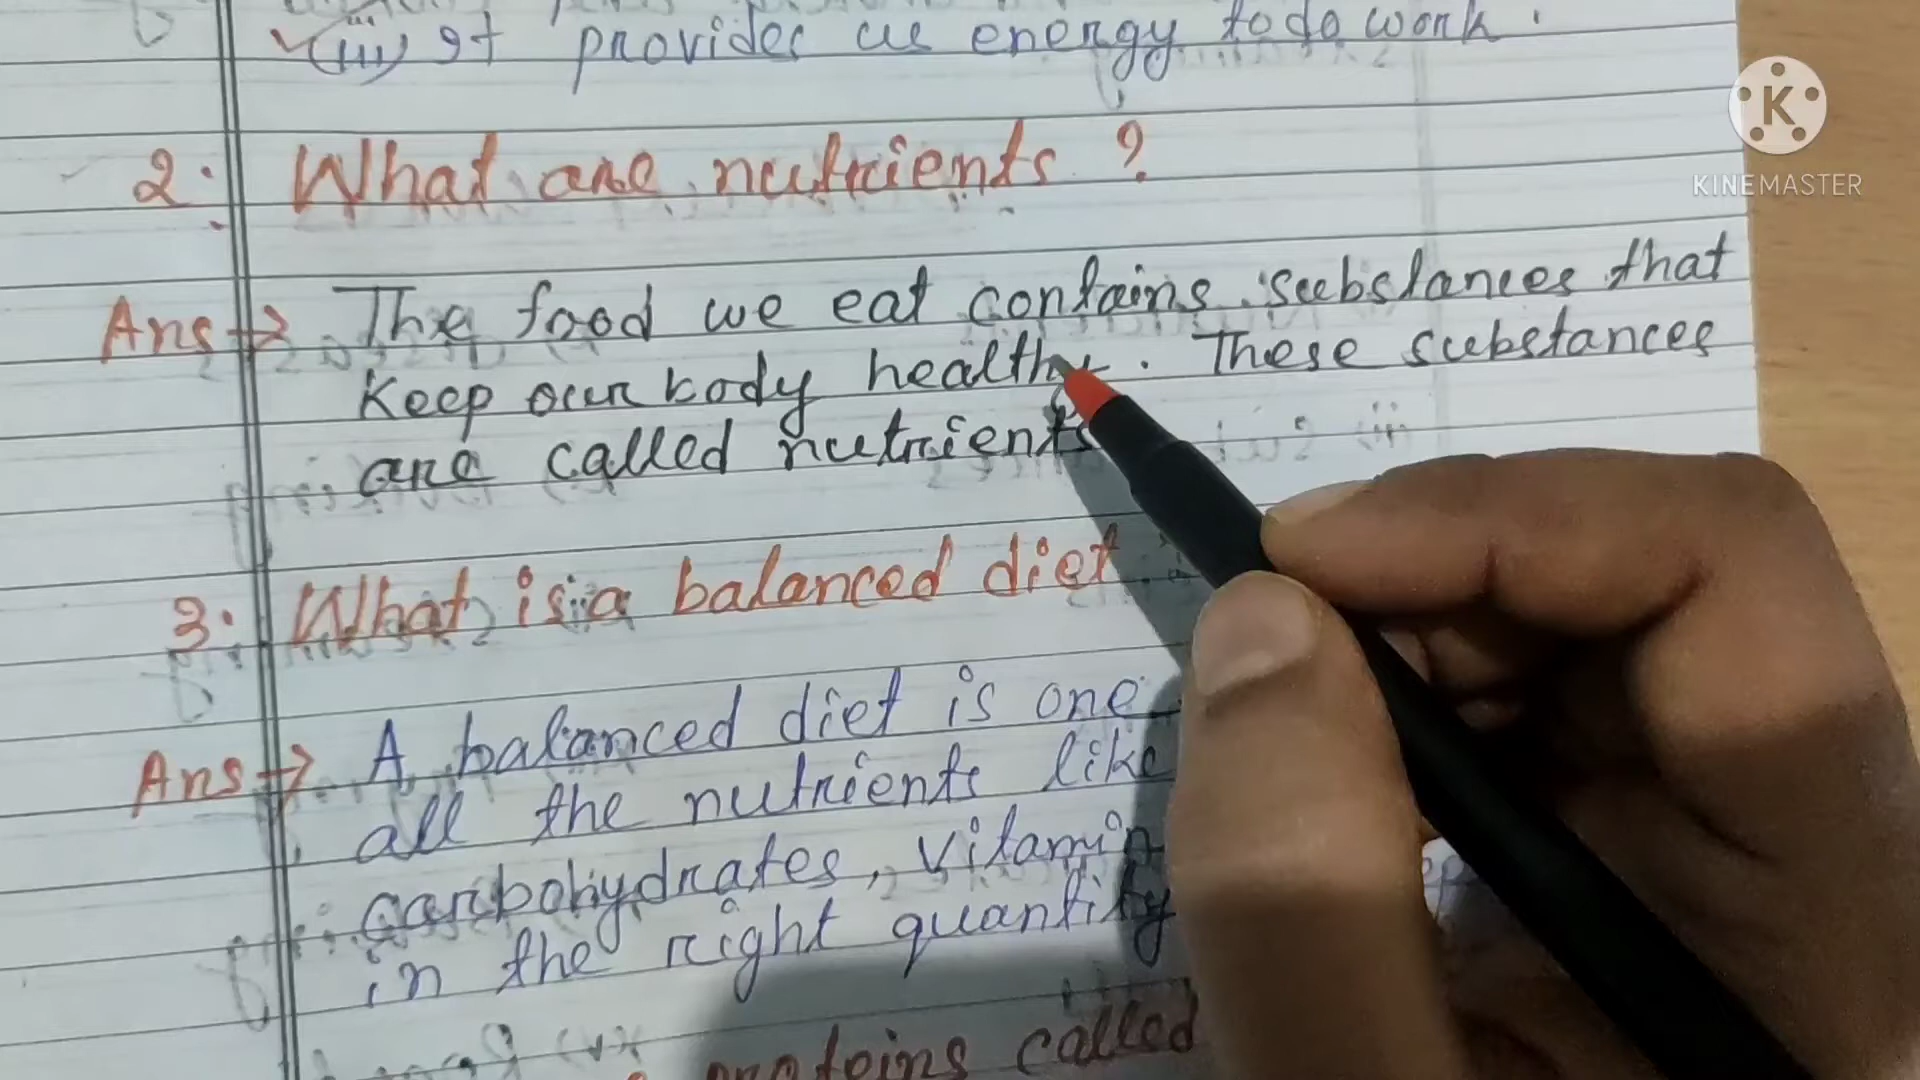 (iii) It provides us energy to do work.
2. What are nutrients ?
KINEMASTER
Ans → The food we eat contains substances that
keep our body healthy. These substances
are called nutrients
3. What is a balanced diet
Ans → A balanced diet is one
all the nutrients like
carbohydrates, vitamin
in the right quantity
proteins called